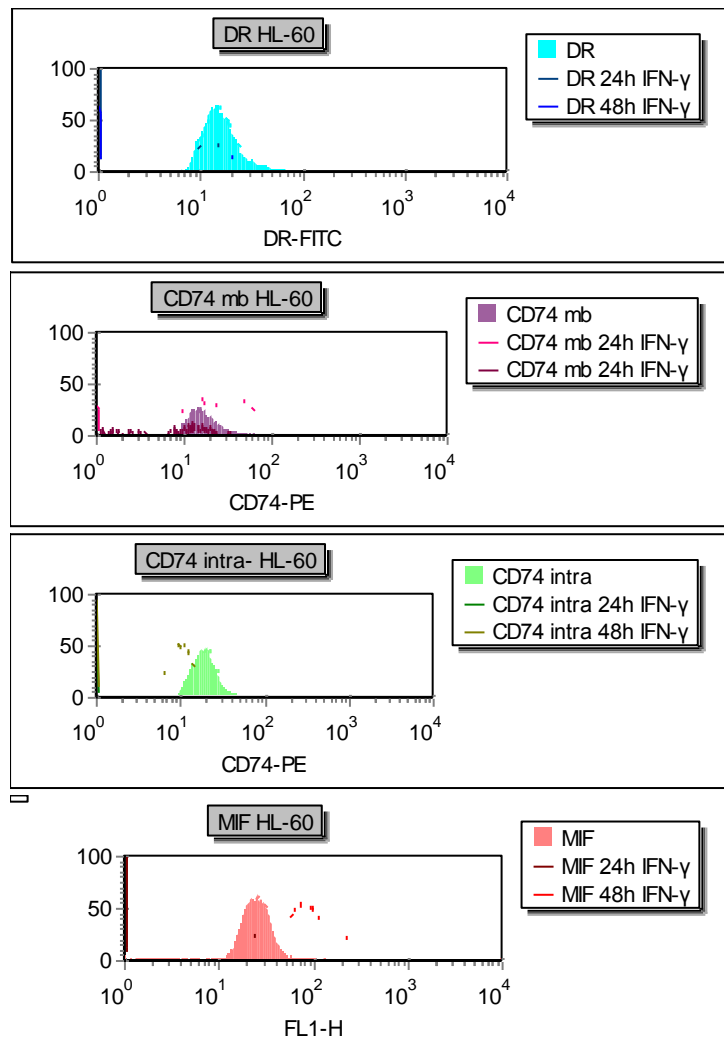 DR HL-60
DR
DR 24h IFN-γ
DR 48h IFN-γ
100
50
0
10^0 10^1 10^2 10^3 10^4
DR-FITC
CD74 mb HL-60
CD74 mb
CD74 mb 24h IFN-γ
CD74 mb 24h IFN-γ
100
50
0
10^0 10^1 10^2 10^3 10^4
CD74-PE
CD74 intra- HL-60
CD74 intra
CD74 intra 24h IFN-γ
CD74 intra 48h IFN-γ
100
50
0
10^0 10^1 10^2 10^3 10^4
CD74-PE
MIF HL-60
MIF
MIF 24h IFN-γ
MIF 48h IFN-γ
100
50
0
10^0 10^1 10^2 10^3 10^4
FL1-H